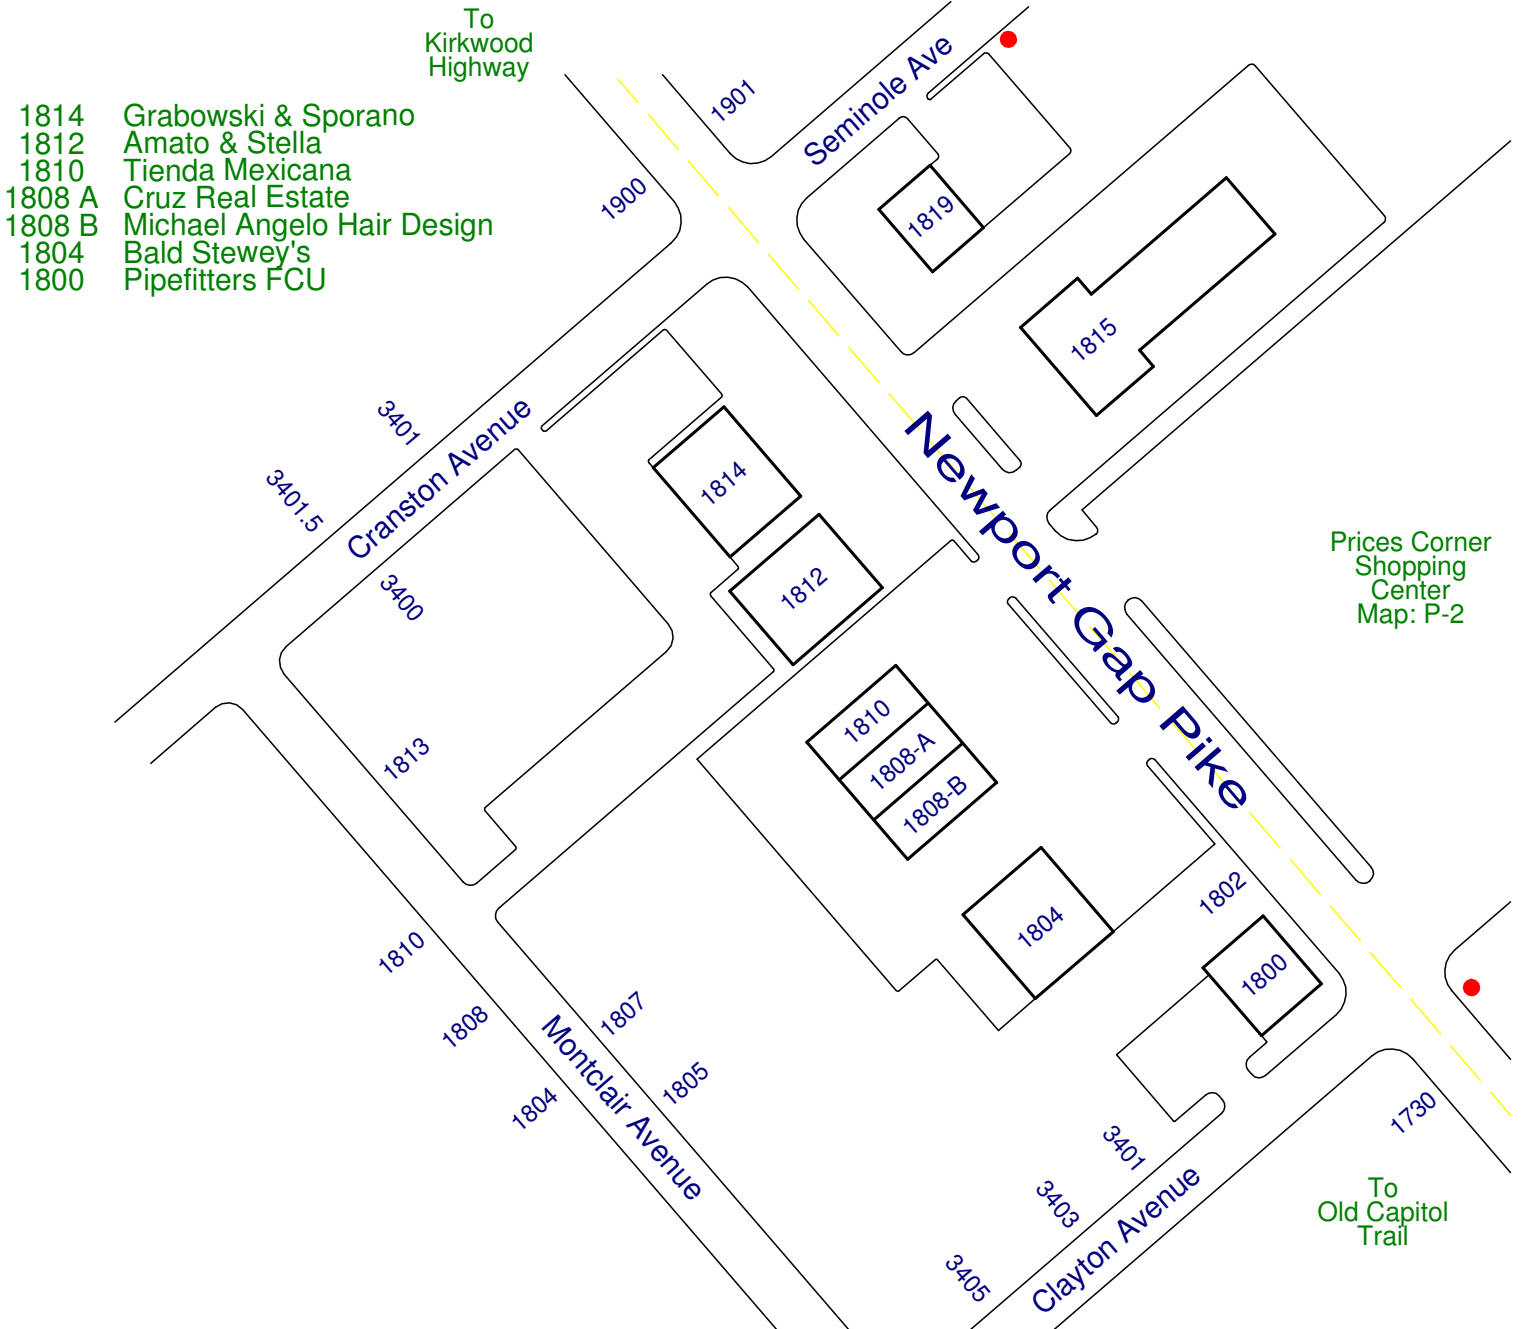 To
Kirkwood
Highway
1814 Grabowski & Sporano
1812 Amato & Stella
1810 Tienda Mexicana
1808 A Cruz Real Estate
1808 B Michael Angelo Hair Design
1804 Bald Stewey's
1800 Pipefitters FCU
1901
Seminole Ave
1900
1819
1815
3401
Cranston Avenue
3401.5
1814
Newport Gap Pike
1812
3400
Prices Corner
Shopping
Center
Map: P-2
1813
1810
1808-A
1808-B
1802
1804
1800
1810
1808
1807
1804
1805
Montclair Avenue
1730
3401
3403
3405
Clayton Avenue
To
Old Capitol
Trail